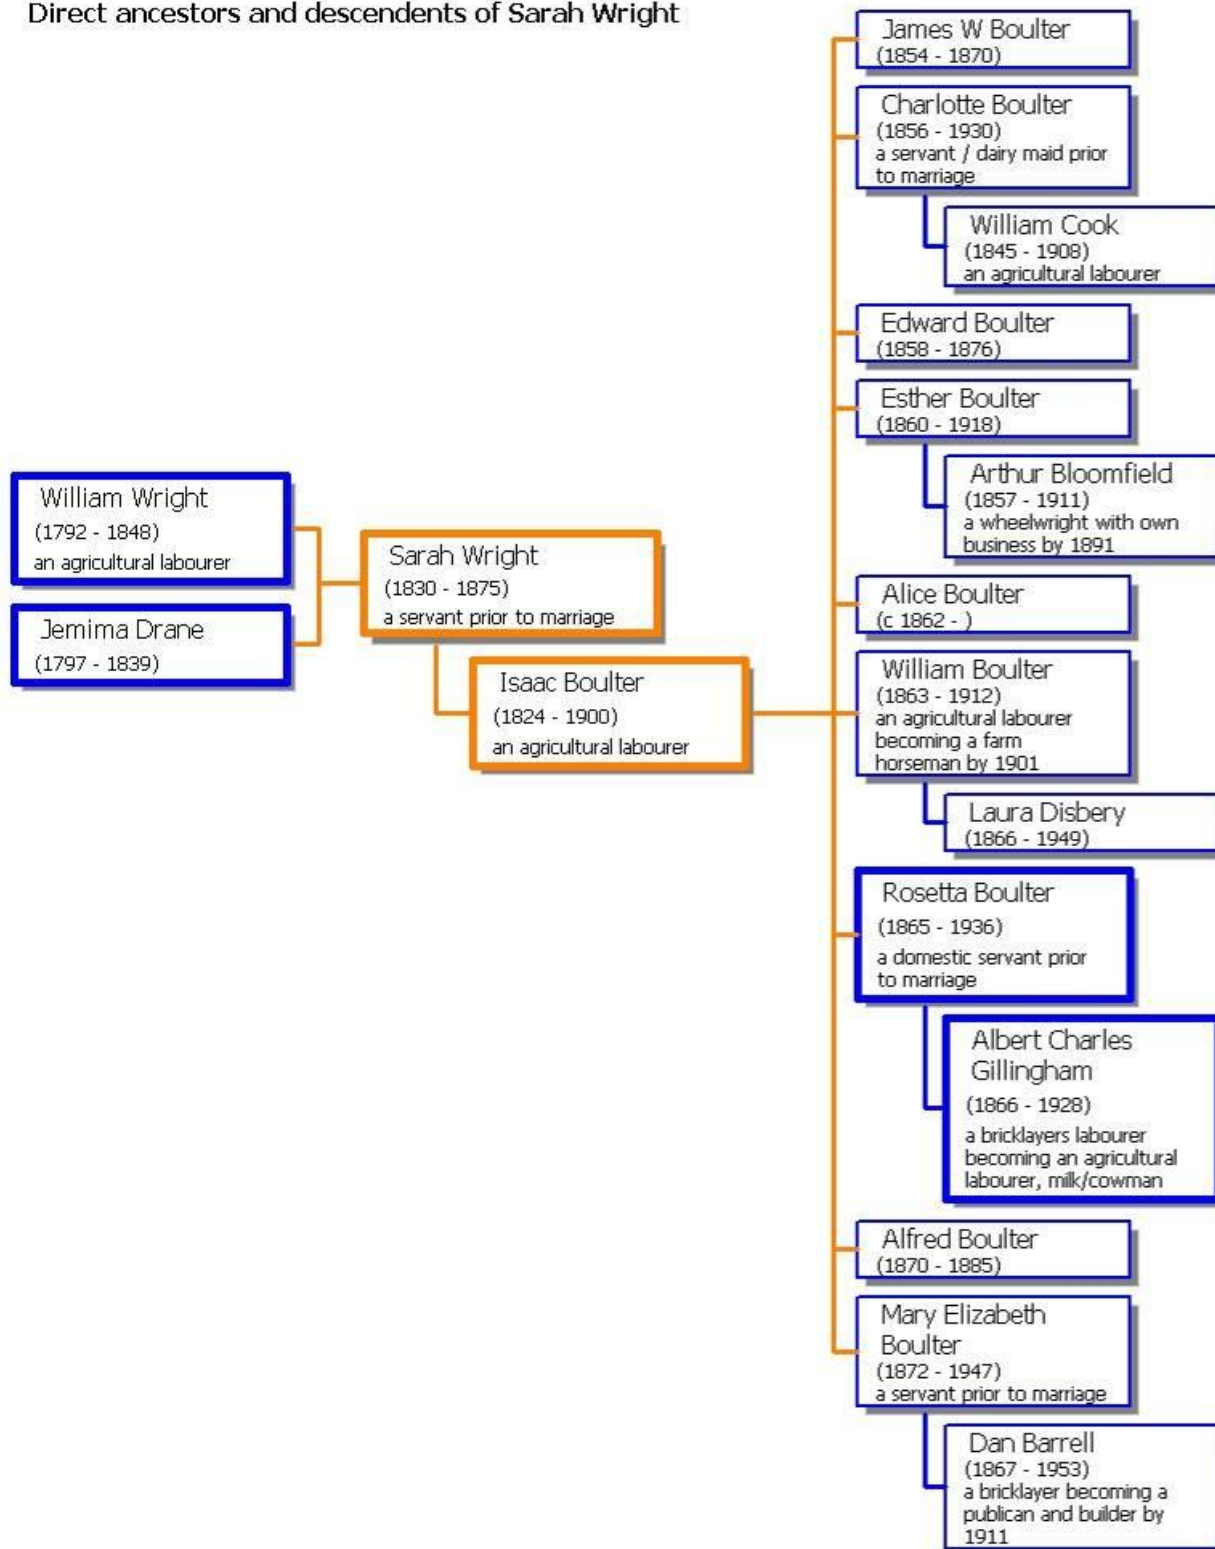 Direct ancestors and descendents of Sarah Wright
William Wright
(1792 - 1848)
an agricultural labourer
Jemima Drane
(1797 - 1839)
Sarah Wright
(1830 - 1875)
a servant prior to marriage
Isaac Boulter
(1824 - 1900)
an agricultural labourer
James W Boulter
(1854 - 1870)
Charlotte Boulter
(1856 - 1930)
a servant / dairy maid prior
to marriage
William Cook
(1845 - 1908)
an agricultural labourer
Edward Boulter
(1858 - 1876)
Esther Boulter
(1860 - 1918)
Arthur Bloomfield
(1857 - 1911)
a wheelwright with own
business by 1891
Alice Boulter
(c 1862 - )
William Boulter
(1863 - 1912)
an agricultural labourer
becoming a farm
horseman by 1901
Laura Disbery
(1866 - 1949)
Rosetta Boulter
(1865 - 1936)
a domestic servant prior
to marriage
Albert Charles
Gillingham
(1866 - 1928)
a bricklayers labourer
becoming an agricultural
labourer, milk/cowman
Alfred Boulter
(1870 - 1885)
Mary Elizabeth
Boulter
(1872 - 1947)
a servant prior to marriage
Dan Barrell
(1867 - 1953)
a bricklayer becoming a
publican and builder by
1911